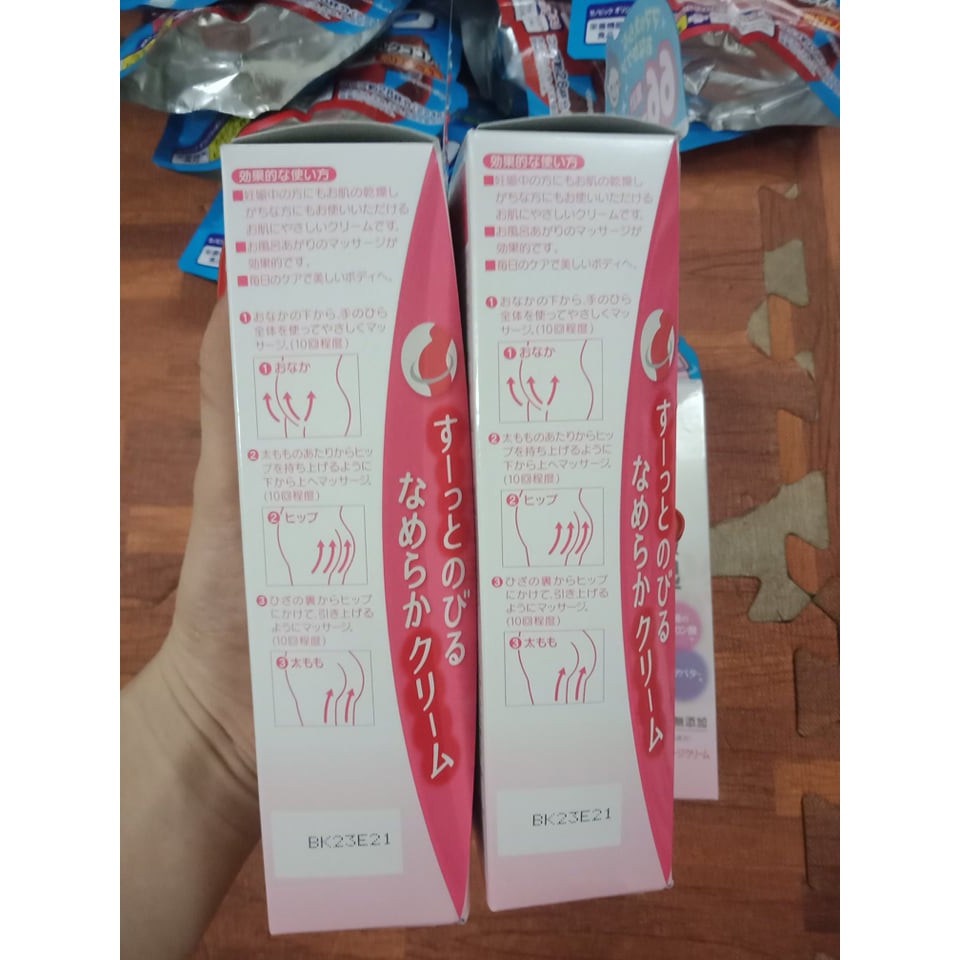 効果的な使い方
■妊娠中の方にもお肌の乾燥し
がちな方にもお使いいただける
お肌にやさしいクリームです。
■お風呂あがりのマッサージが
効果的です。
■毎日のケアで美しいボディへ。
1 おなかの下から、手のひら
全体を使ってやさしくマッ
サージ。(10回程度)
1 おなか
2 太もものあたりからヒッ
プを持ち上げるように
下から上へマッサージ。
(10回程度)
2 ヒップ
3 ひざの裏からヒップ
にかけて、引き上げる
ようにマッサージ。
(10回程度)
3 太もも
すーっとのびる
なめらかクリーム
BK23E21
効果的な使い方
■妊娠中の方にもお肌の乾燥し
がちな方にもお使いいただける
お肌にやさしいクリームです。
■お風呂あがりのマッサージが
効果的です。
■毎日のケアで美しいボディへ。
1 おなかの下から、手のひら
全体を使ってやさしくマッ
サージ。(10回程度)
1 おなか
2 太もものあたりからヒッ
プを持ち上げるように
下から上へマッサージ。
(10回程度)
2 ヒップ
3 ひざの裏からヒップ
にかけて、引き上げる
ようにマッサージ。
(10回程度)
3 太もも
すーっとのびる
なめらかクリーム
BK23E21
無添加
ージクリーム